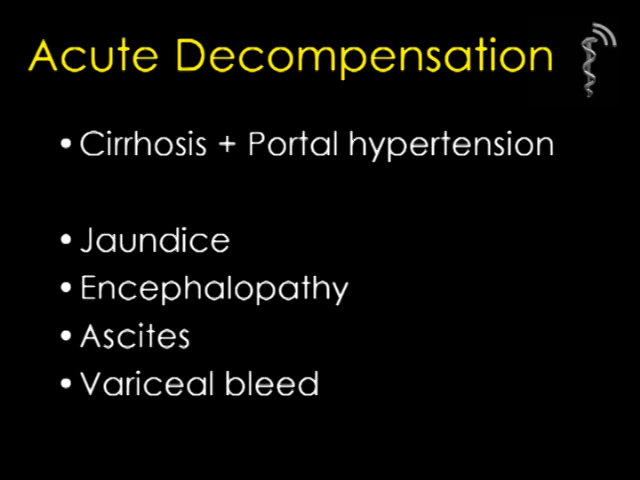 Acute Decompensation
• Cirrhosis + Portal hypertension
• Jaundice
• Encephalopathy
• Ascites
• Variceal bleed